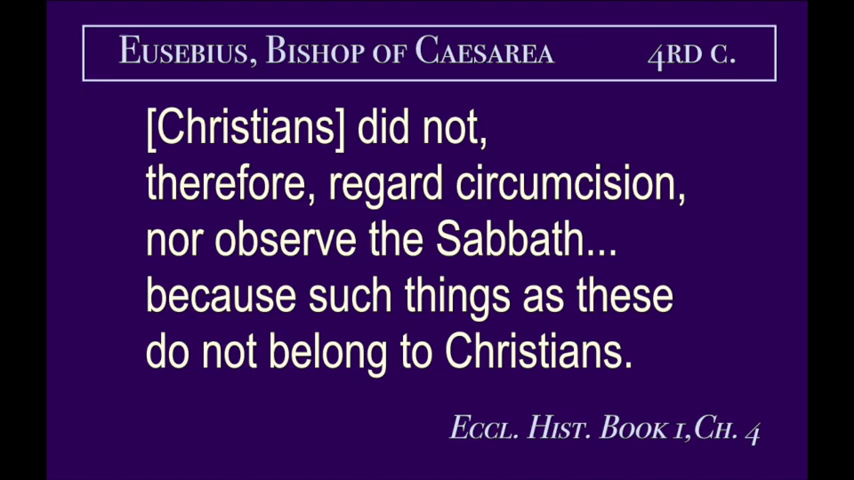 Eusebius, Bishop of Caesarea 4rd c.
[Christians] did not,
therefore, regard circumcision,
nor observe the Sabbath...
because such things as these
do not belong to Christians.
Eccl. Hist. Book 1,Ch. 4